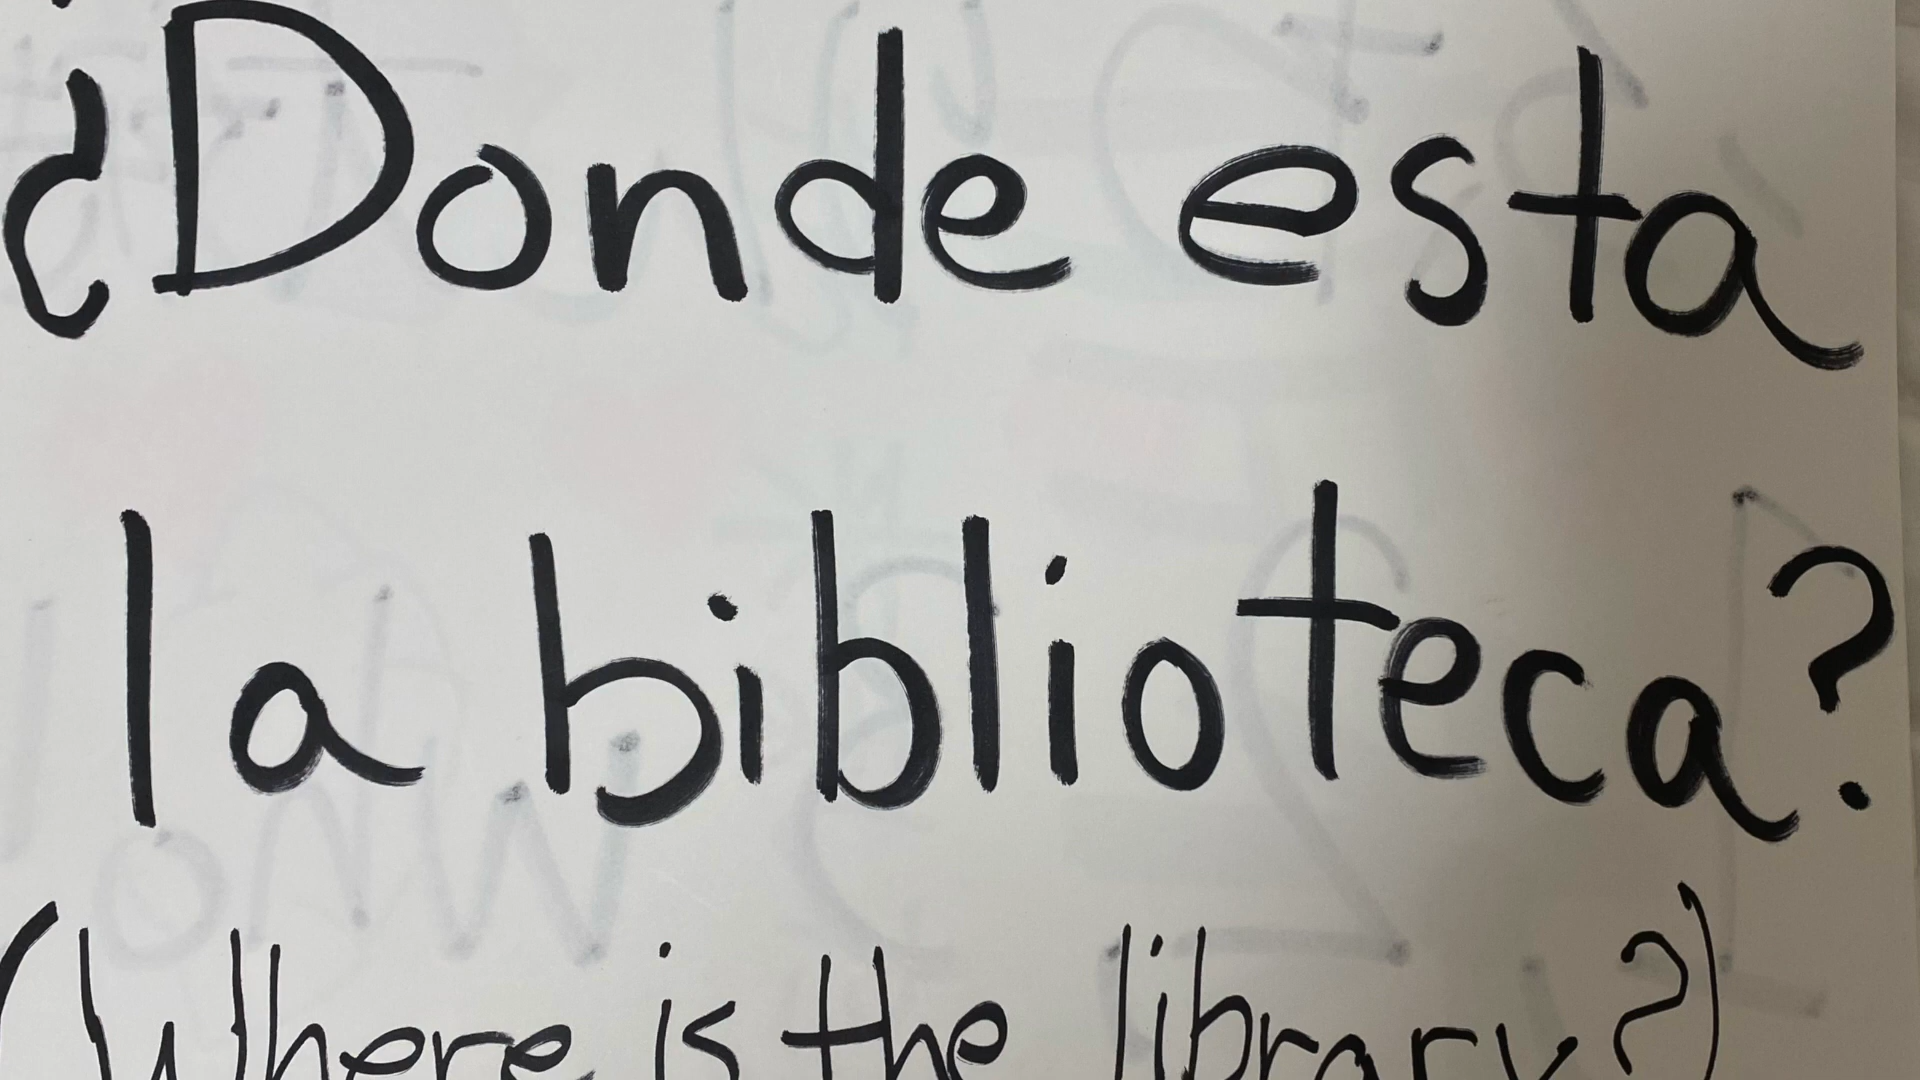 ¿Donde esta
la biblioteca?
(Where is the library?)